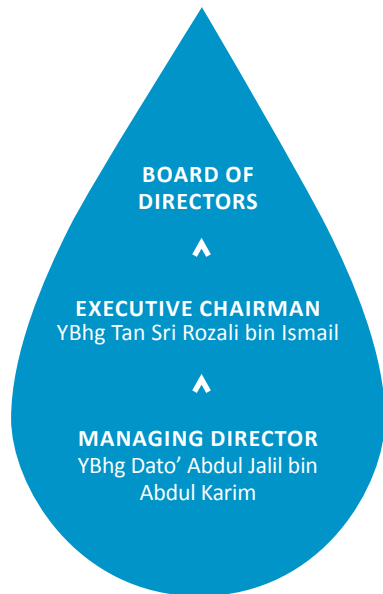 BOARD OF
DIRECTORS
EXECUTIVE CHAIRMAN
YBhg Tan Sri Rozali bin Ismail
MANAGING DIRECTOR
YBhg Dato’ Abdul Jalil bin
Abdul Karim